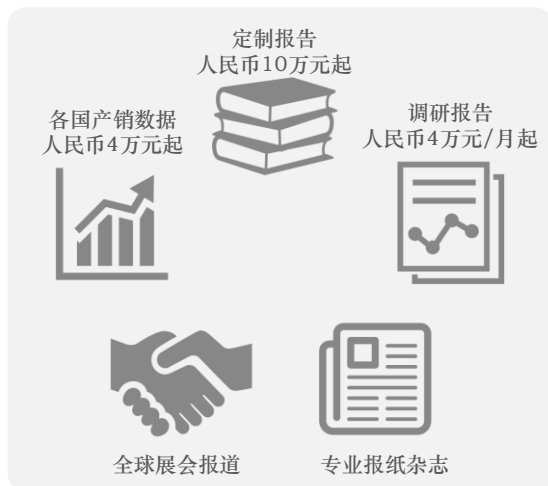 定制报告
人民币10万元起
各国产销数据
人民币4万元起
调研报告
人民币4万元/月起
全球展会报道
专业报纸杂志